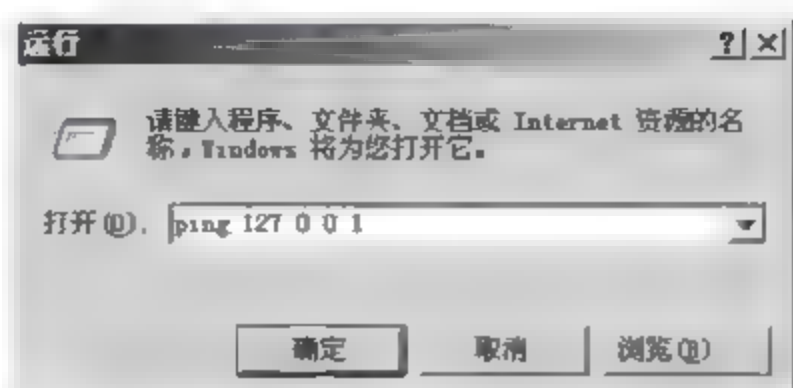 运行
请键入程序、文件夹、文档或 Internet 资源的名
称,Windows 将为您打开它。
打开(O). ping 127 0 0 1
确定 取消 浏览(B)